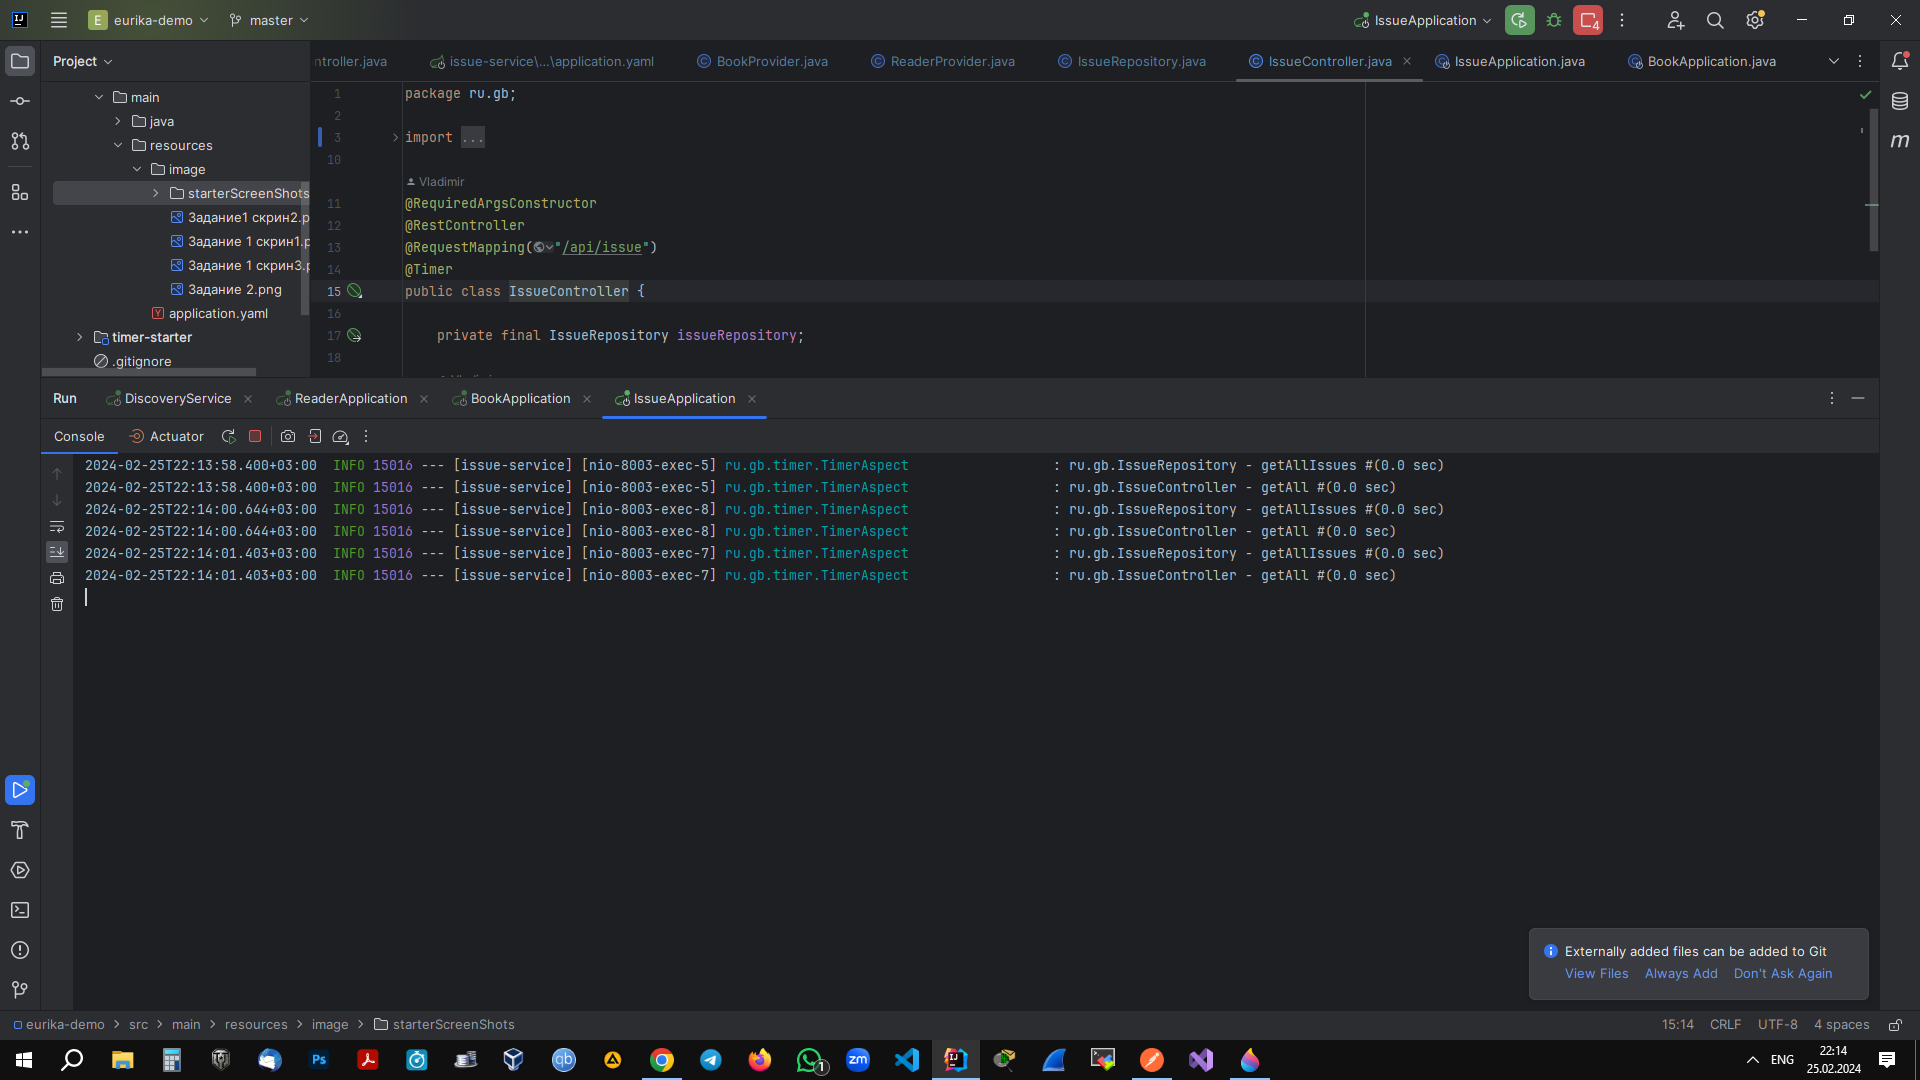 E eurika-demo
master
IssueApplication
4
Project
main
java
resources
image
starterScreenShots
Задание1 скрин2.p
Задание 1 скрин1.p
Задание 1 скрин3.p
Задание 2.png
application.yaml
timer-starter
.gitignore
ntroller.java
issue-service\...\application.yaml
BookProvider.java
ReaderProvider.java
IssueRepository.java
IssueController.java
IssueApplication.java
BookApplication.java
1 package ru.gb;
2
3 import ...
10
Vladimir
11 @RequiredArgsConstructor
12 @RestController
13 @RequestMapping("/api/issue")
14 @Timer
15 public class IssueController {
16
17 private final IssueRepository issueRepository;
18
m
Run
DiscoveryService
ReaderApplication
BookApplication
IssueApplication
Console
Actuator
2024-02-25T22:13:58.400+03:00  INFO 15016 --- [issue-service] [nio-8003-exec-5] ru.gb.timer.TimerAspect : ru.gb.IssueRepository - getAllIssues #(0.0 sec)
2024-02-25T22:13:58.400+03:00  INFO 15016 --- [issue-service] [nio-8003-exec-5] ru.gb.timer.TimerAspect : ru.gb.IssueController - getAll #(0.0 sec)
2024-02-25T22:14:00.644+03:00  INFO 15016 --- [issue-service] [nio-8003-exec-8] ru.gb.timer.TimerAspect : ru.gb.IssueRepository - getAllIssues #(0.0 sec)
2024-02-25T22:14:00.644+03:00  INFO 15016 --- [issue-service] [nio-8003-exec-8] ru.gb.timer.TimerAspect : ru.gb.IssueController - getAll #(0.0 sec)
2024-02-25T22:14:01.403+03:00  INFO 15016 --- [issue-service] [nio-8003-exec-7] ru.gb.timer.TimerAspect : ru.gb.IssueRepository - getAllIssues #(0.0 sec)
2024-02-25T22:14:01.403+03:00  INFO 15016 --- [issue-service] [nio-8003-exec-7] ru.gb.timer.TimerAspect : ru.gb.IssueController - getAll #(0.0 sec)
Externally added files can be added to Git
View Files Always Add Don't Ask Again
eurika-demo > src > main > resources > image > starterScreenShots
15:14 CRLF UTF-8 4 spaces
Ps
qb
1
zm
ENG
22:14
25.02.2024